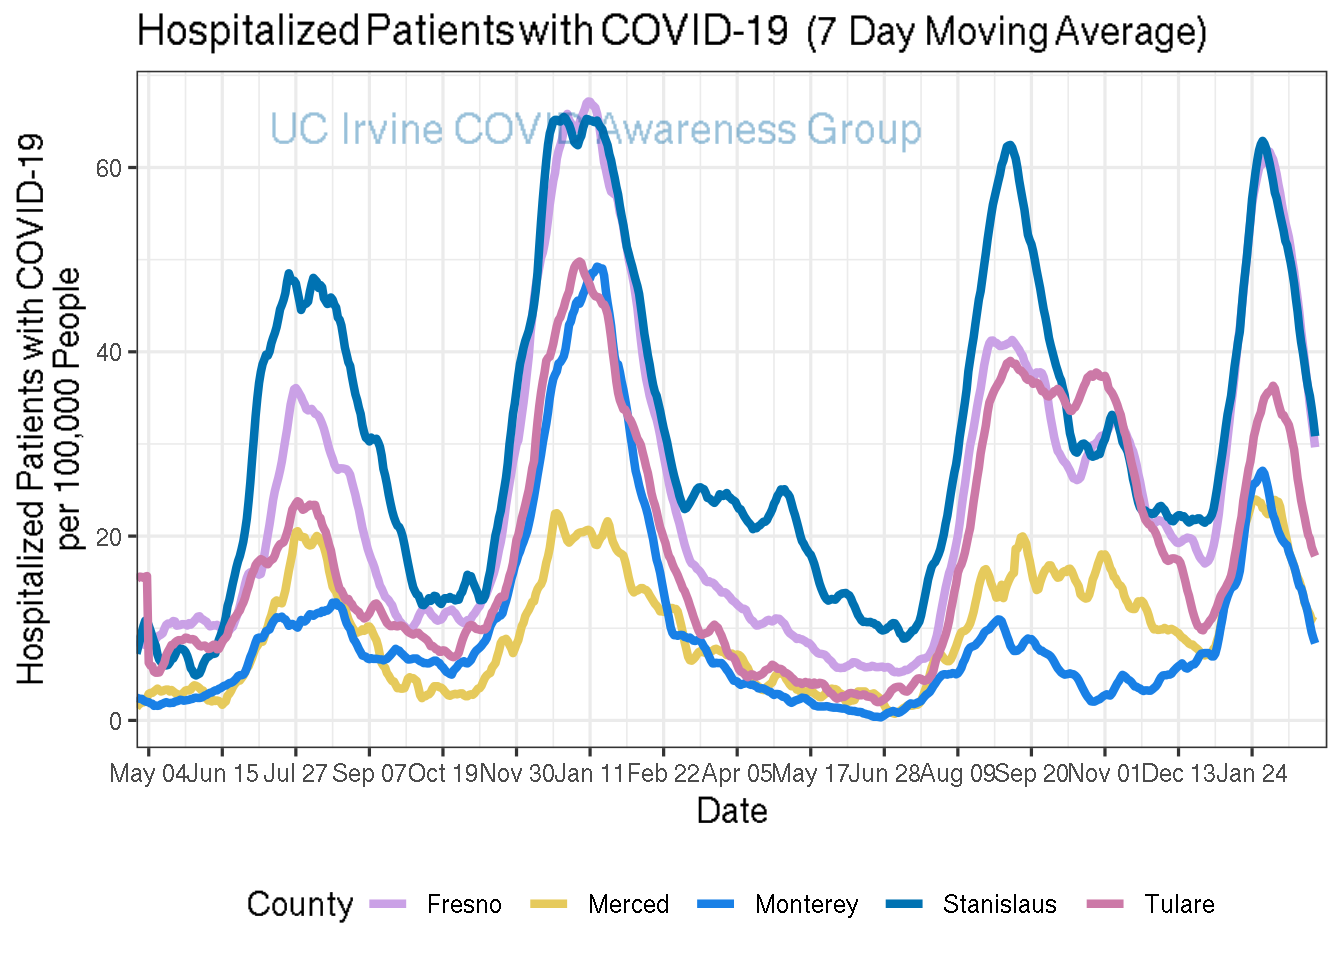 Hospitalized Patients with COVID-19 (7 Day Moving Average)
UC Irvine COVID Awareness Group
Hospitalized Patients with COVID-19
per 100,000 People
60
40
20
0
May 04 Jun 15 Jul 27 Sep 07 Oct 19 Nov 30 Jan 11 Feb 22 Apr 05 May 17 Jun 28 Aug 09 Sep 20 Nov 01 Dec 13 Jan 24
Date
County Fresno Merced Monterey Stanislaus Tulare